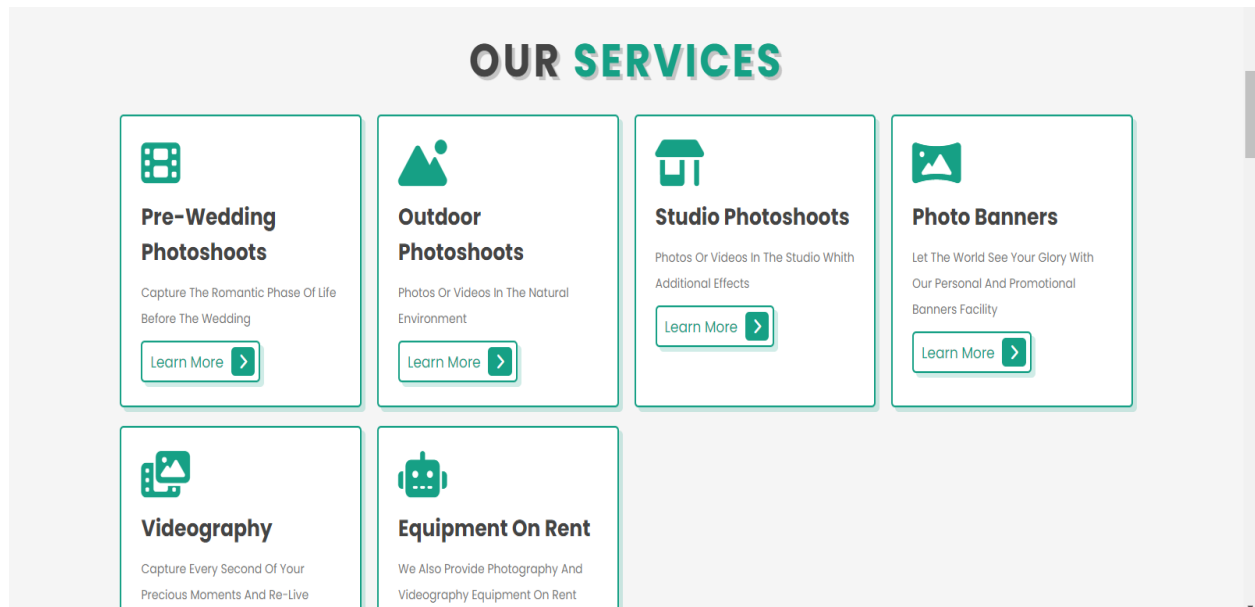 OUR SERVICES
Pre-Wedding
Photoshoots
Capture The Romantic Phase Of Life
Before The Wedding
Learn More
Outdoor
Photoshoots
Photos Or Videos In The Natural
Environment
Learn More
Studio Photoshoots
Photos Or Videos In The Studio Whith
Additional Effects
Learn More
Photo Banners
Let The World See Your Glory With
Our Personal And Promotional
Banners Facility
Learn More
Videography
Capture Every Second Of Your
Precious Moments And Re-Live
Equipment On Rent
We Also Provide Photography And
Videography Equipment On Rent